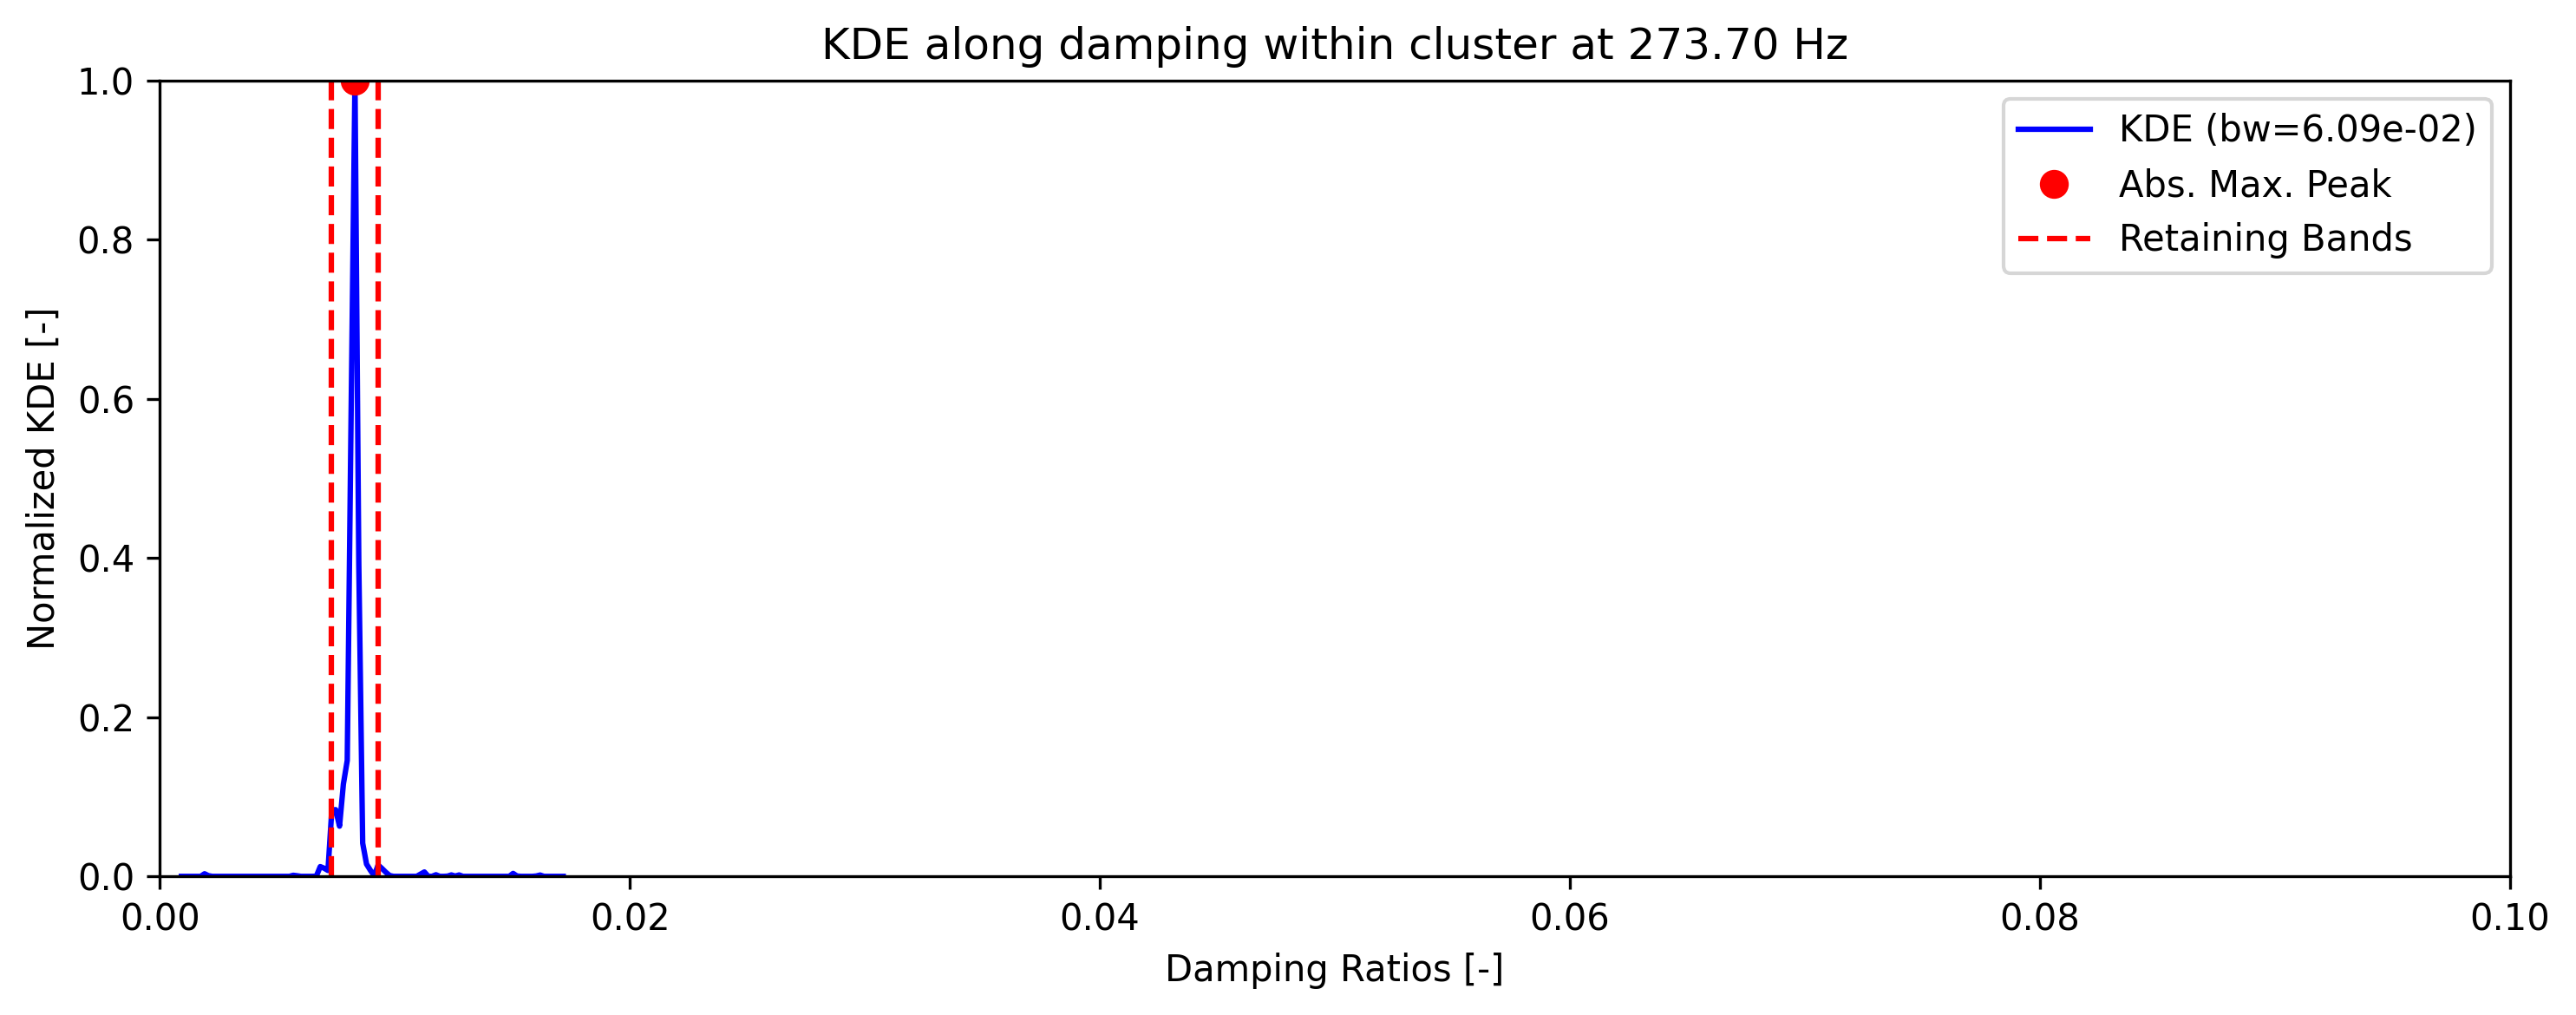 KDE along damping within cluster at 273.70 Hz
1.0
0.8
0.6
0.4
0.2
0.0
Normalized KDE [-]
KDE (bw=6.09e-02)
Abs. Max. Peak
Retaining Bands
0.00 0.02 0.04 0.06 0.08 0.10
Damping Ratios [-]